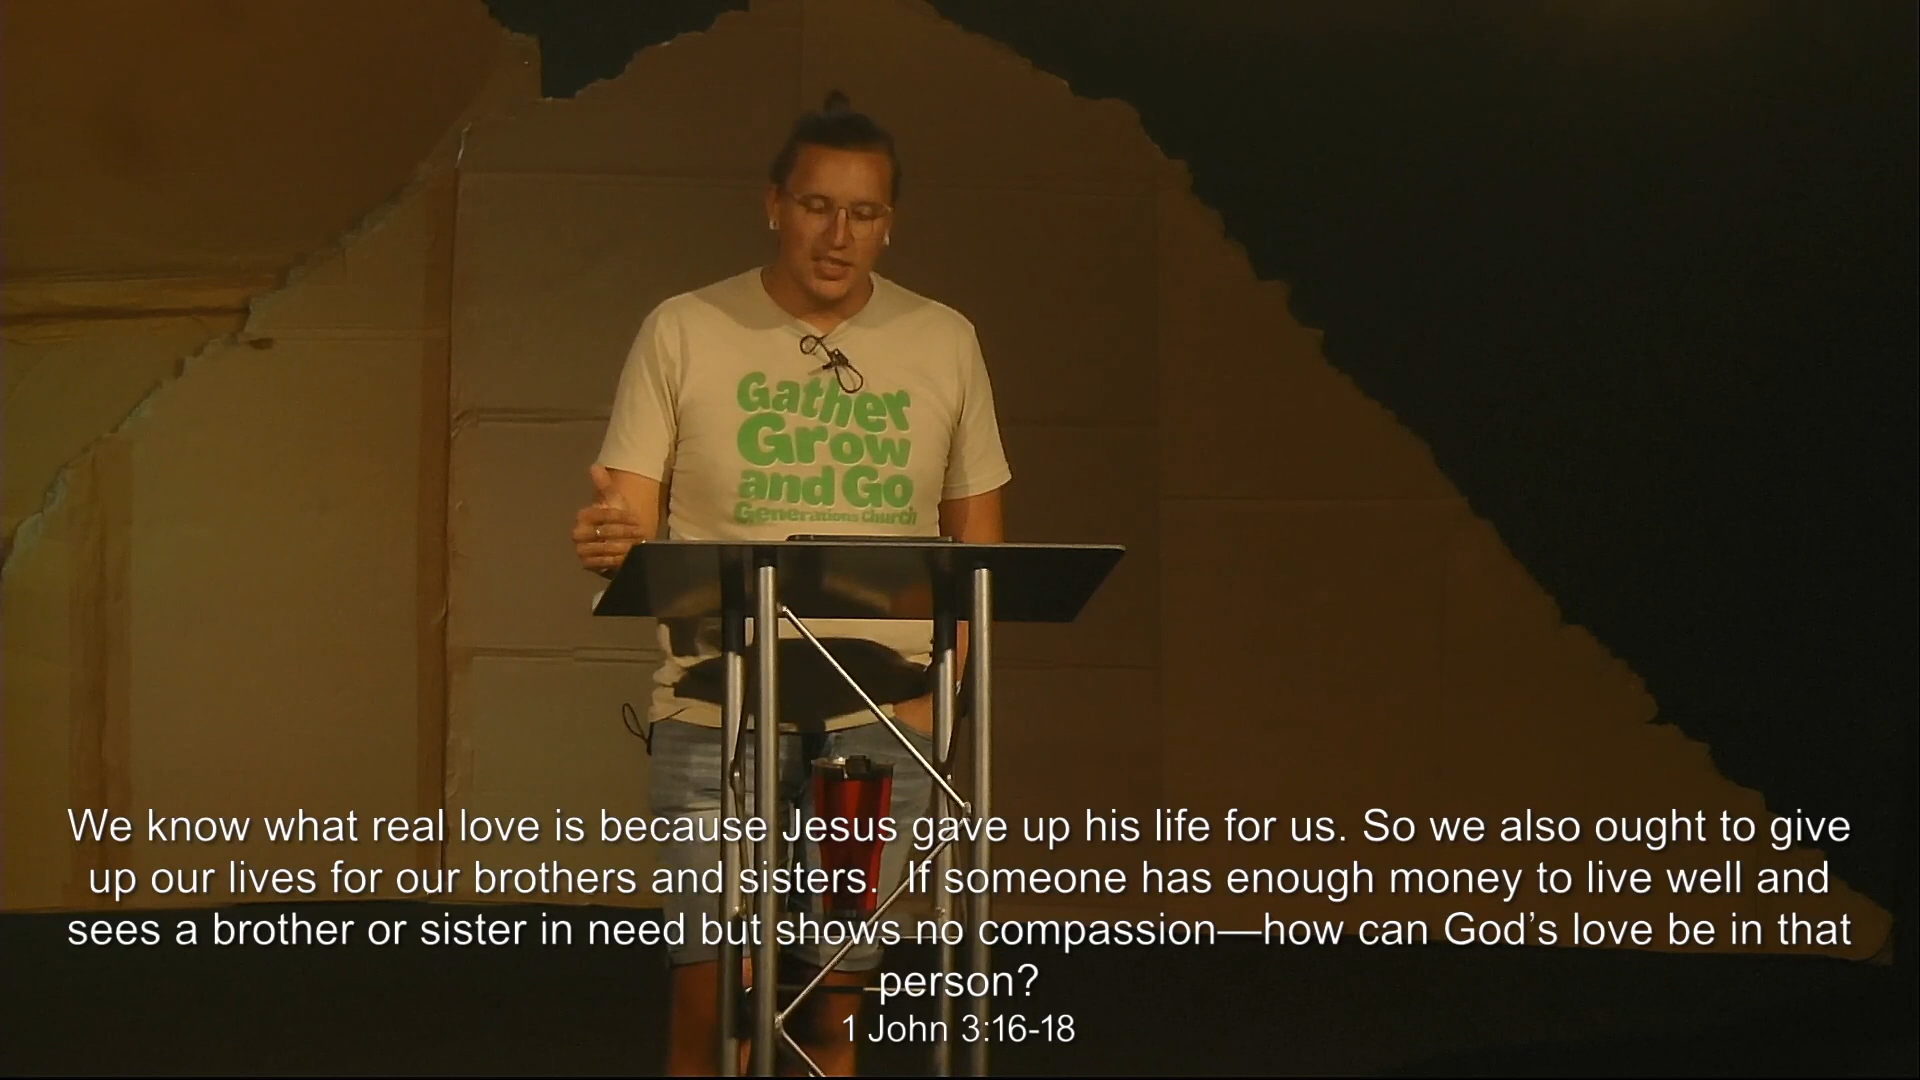 Gather
Grow
and Go
Generations Church
We know what real love is because Jesus gave up his life for us. So we also ought to give
up our lives for our brothers and sisters.  If someone has enough money to live well and
sees a brother or sister in need but shows no compassion—how can God’s love be in that
person?
1 John 3:16-18